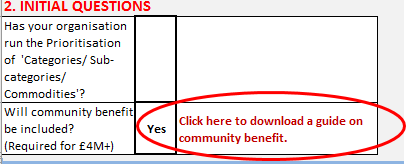 2. INITIAL QUESTIONS
Has your organisation
run the Prioritisation
of 'Categories/ Sub-
categories/
Commodities'?
Will community benefit
be included?
(Required for £4M+)
Yes
Click here to download a guide on
community benefit.